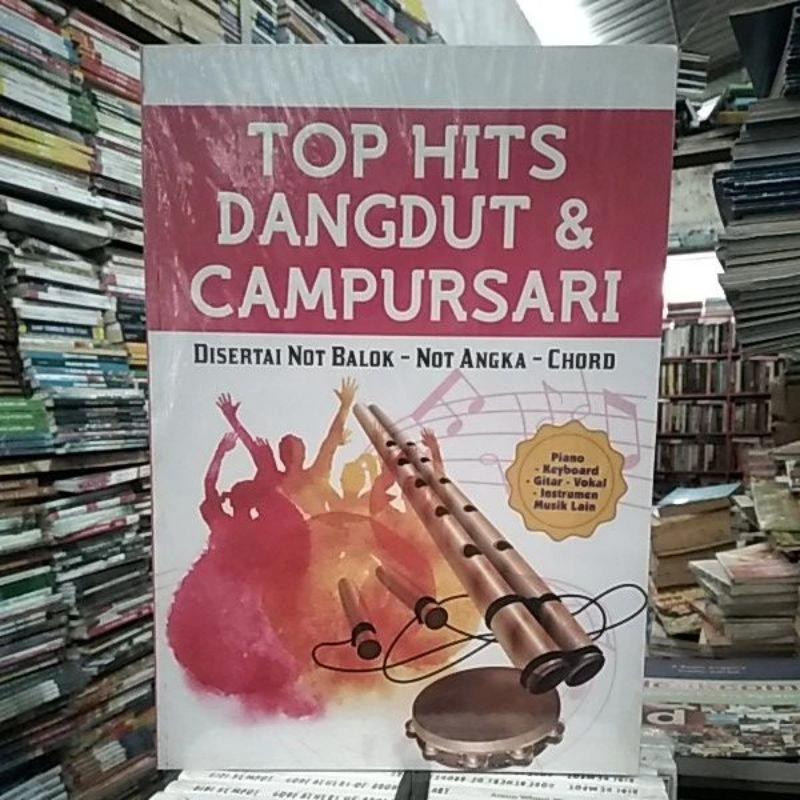 TOP HITS
DANGDUT &
CAMPURSARI
DISERTAI NOT BALOK - NOT ANGKA - CHORD
Piano
- Keyboard
- Gitar - Vokal
- Instrumen
Musik Lain